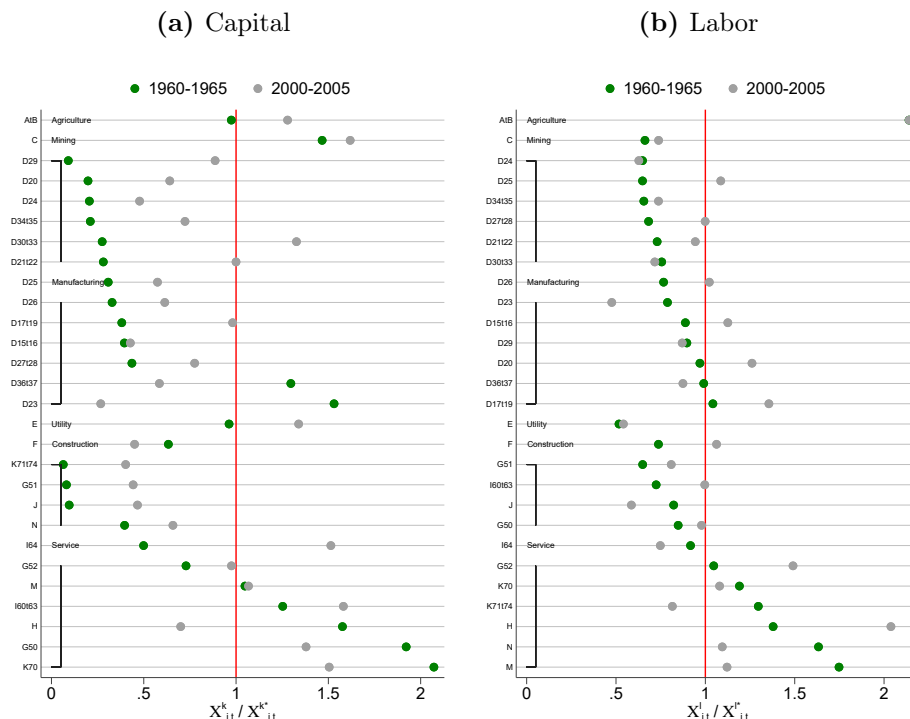 (a) Capital
1960-1965 2000-2005
AtB Agriculture
C Mining
D29
D20
D24
D34t35
D30t33
D21t22
D25 Manufacturing
D26
D17t19
D15t16
D27t28
D36t37
D23
E Utility
F Construction
K71t74
G51
J
N
I64 Service
G52
M
I60t63
H
G50
K70
0 .5 1 1.5 2
X^k_{i,t} / X^{k*}_{i,t}
(b) Labor
1960-1965 2000-2005
AtB Agriculture
C Mining
D24
D25
D34t35
D27t28
D21t22
D30t33
D26 Manufacturing
D23
D15t16
D29
D20
D36t37
D17t19
E Utility
F Construction
G51
I60t63
J
G50
I64 Service
G52
K70
K71t74
H
N
M
0 .5 1 1.5 2
X^l_{i,t} / X^{l*}_{i,t}